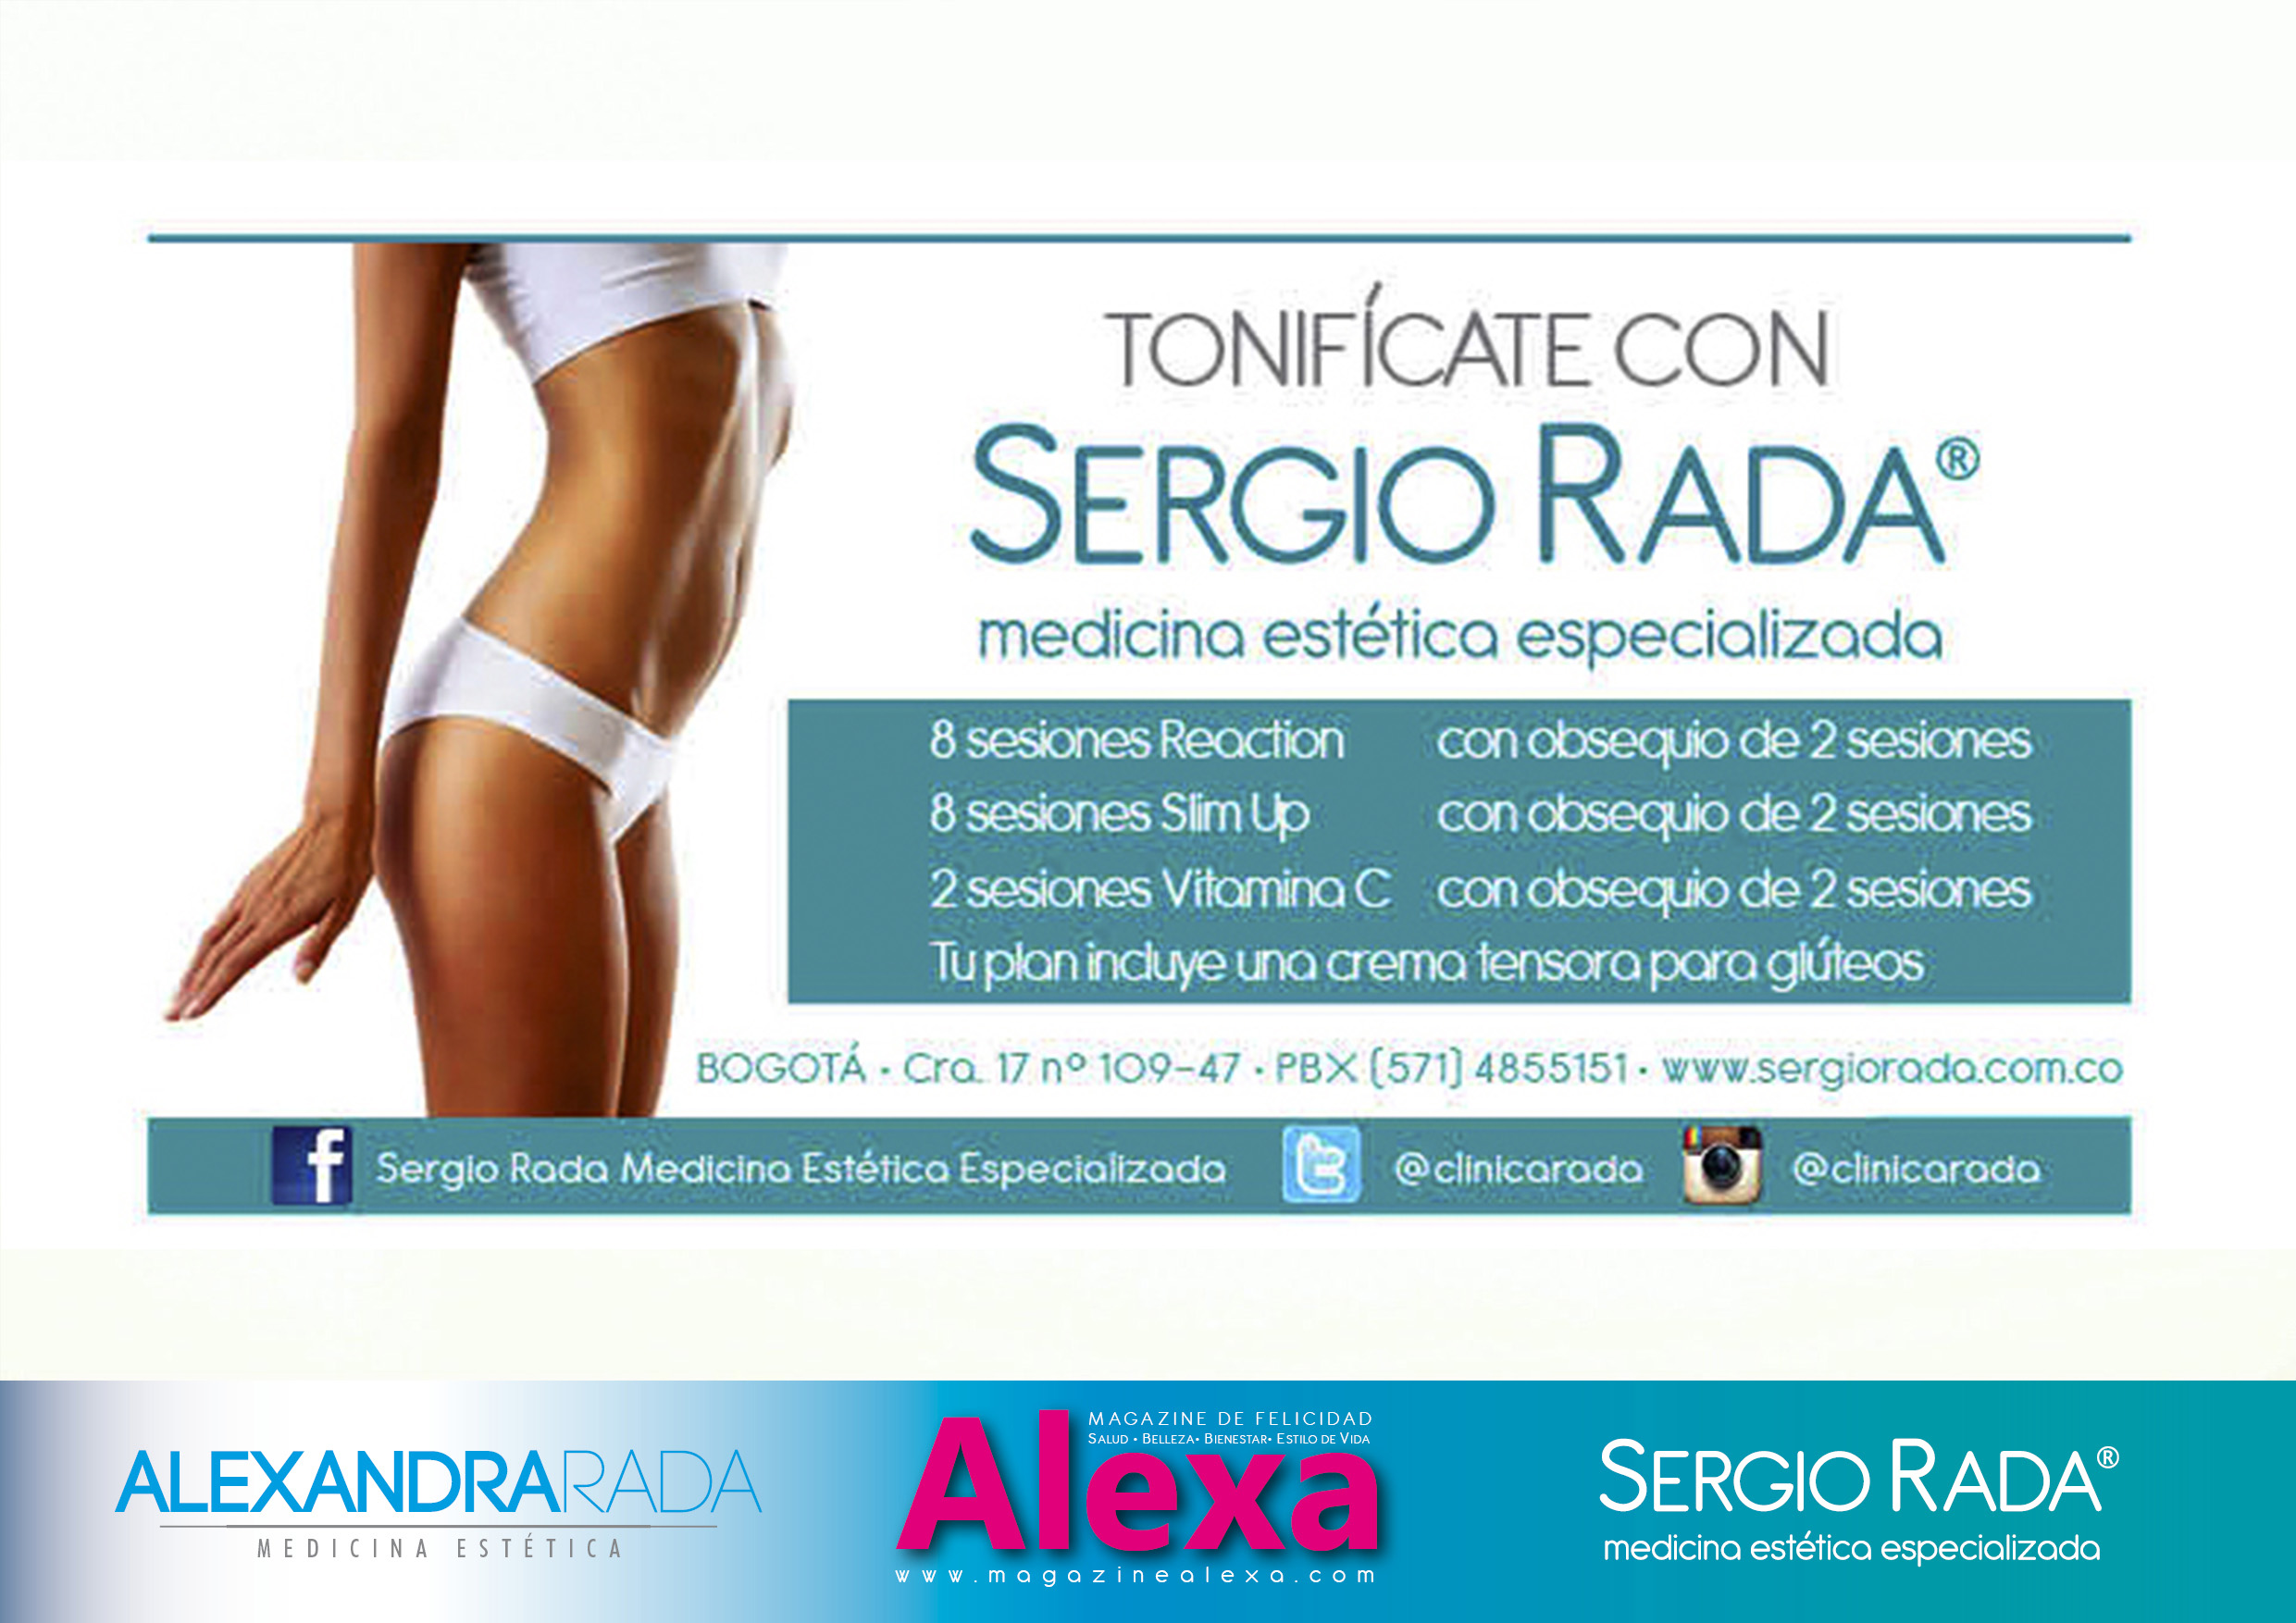 TONIFÍCATE CON
SERGIO RADA®
medicina estética especializada
8 sesiones Reaction con obsequio de 2 sesiones
8 sesiones Slim Up con obsequio de 2 sesiones
2 sesiones Vitamina C con obsequio de 2 sesiones
Tu plan incluye una crema tensora para glúteos
BOGOTÁ • Cra. 17 nº 109-47 • PBX (571) 4855151 • www.sergiorada.com.co
f Sergio Rada Medicina Estética Especializada t @clinicarada @clinicarada
ALEXANDRARADA
MEDICINA ESTÉTICA
MAGAZINE DE FELICIDAD
SALUD • BELLEZA• BIENESTAR• ESTILO DE VIDA
Alexa
www.magazinealexa.com
SERGIO RADA®
medicina estética especializada